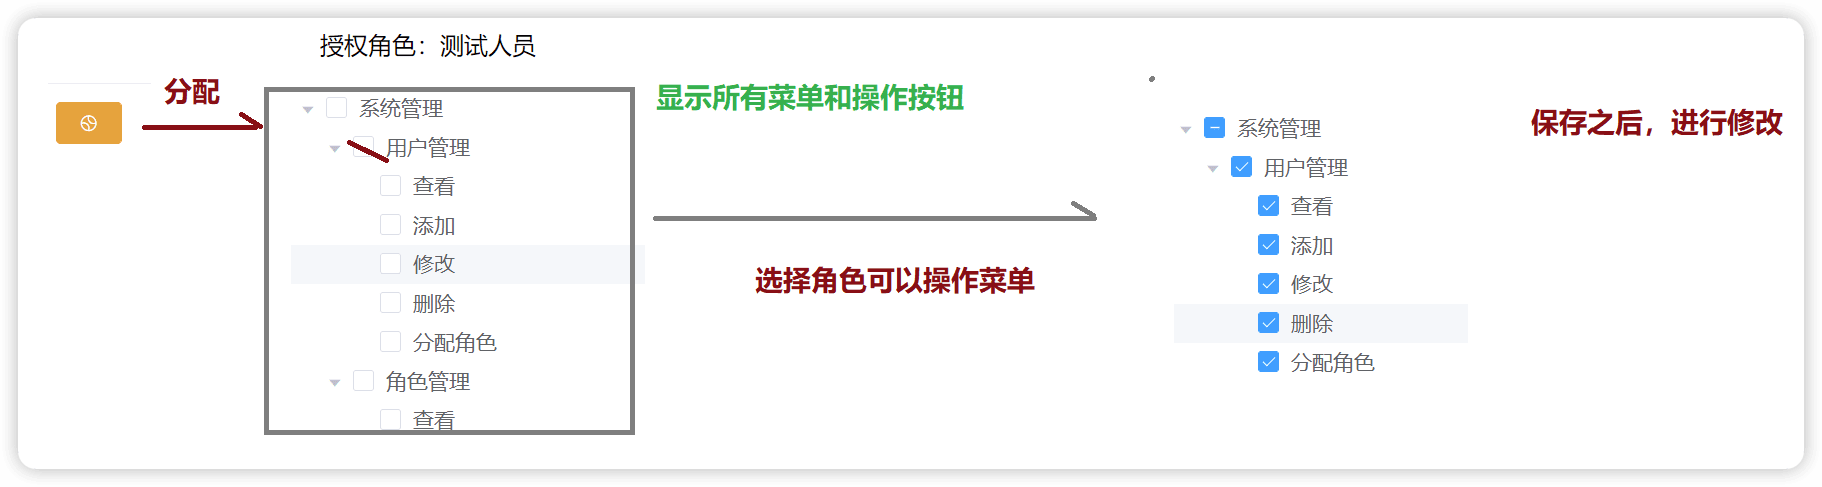 授权角色：测试人员
分配
系统管理
用户管理
查看
添加
修改
删除
分配角色
角色管理
查看
显示所有菜单和操作按钮
选择角色可以操作菜单
系统管理
用户管理
查看
添加
修改
删除
分配角色
保存之后，进行修改